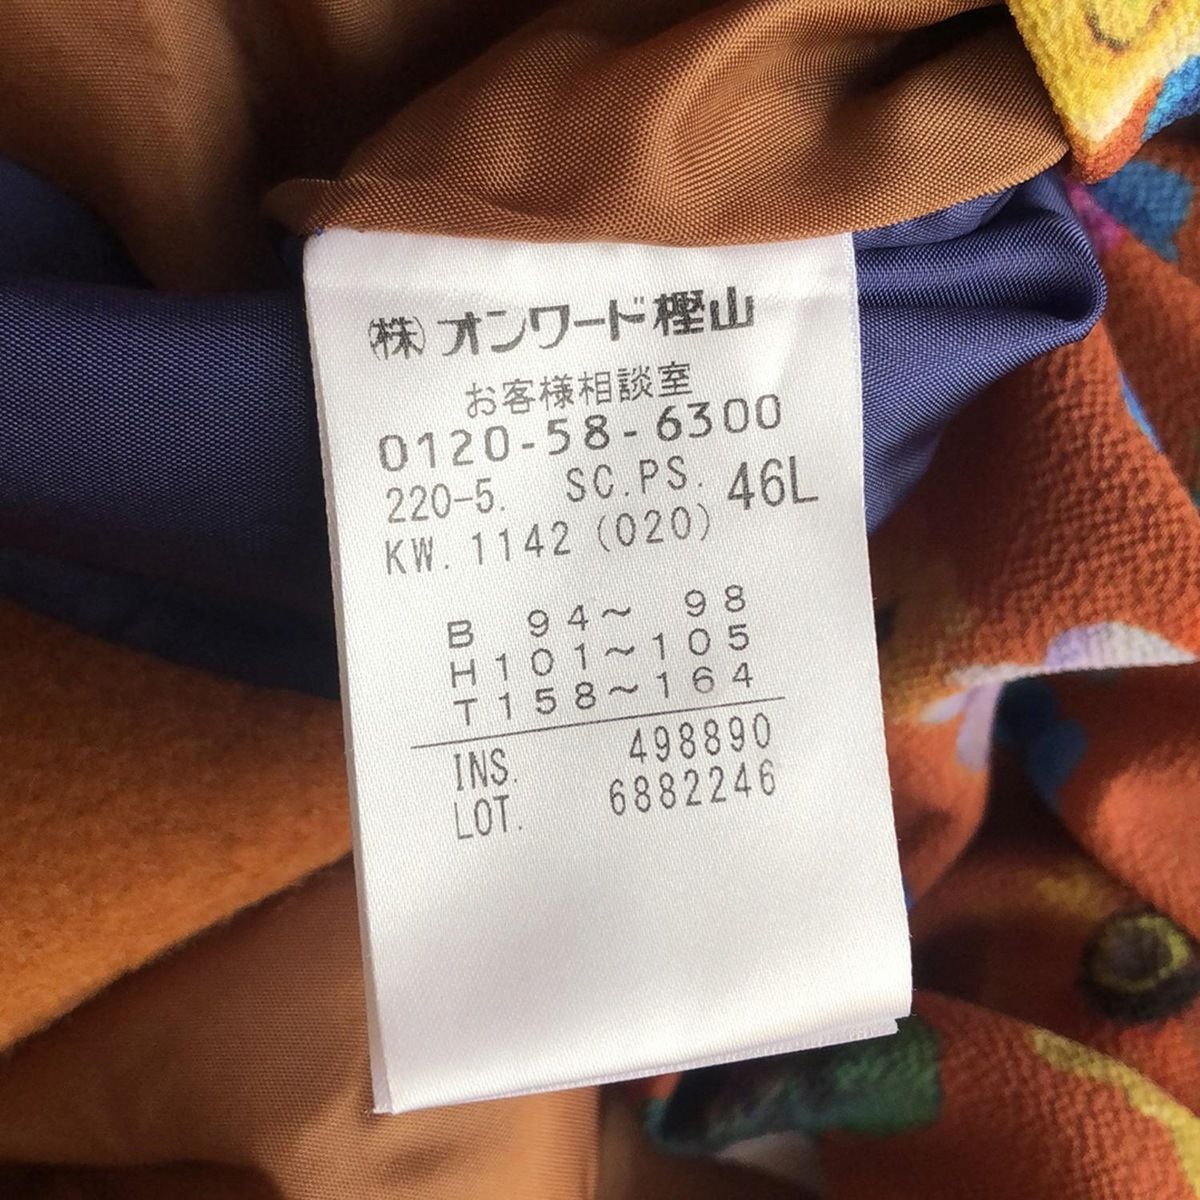 (株)オンワード樫山
お客様相談室
0120-58-6300
220-5. SC.PS. 46L
KW. 1142 (020)
B 94～ 98
H101～105
T158～164
INS. 498890
LOT. 6882246